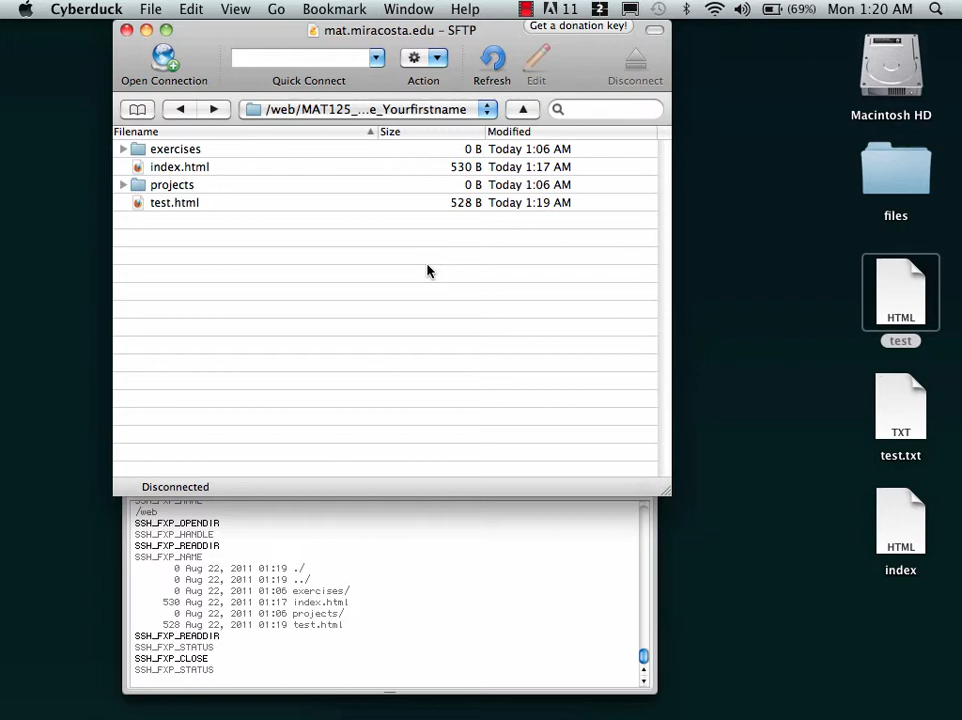 Cyberduck File Edit View Go Bookmark Window Help 11 2 (69%) Mon 1:20 AM
mat.miracosta.edu – SFTP
Get a donation key!
Open Connection Quick Connect Action Refresh Edit Disconnect
/web/MAT125_...e_Yourfirstname
Filename Size Modified
exercises 0 B Today 1:06 AM
index.html 530 B Today 1:17 AM
projects 0 B Today 1:06 AM
test.html 528 B Today 1:19 AM
Disconnected
/web
SSH_FXP_OPENDIR
SSH_FXP_HANDLE
SSH_FXP_READDIR
SSH_FXP_NAME
0 Aug 22, 2011 01:19 ./
0 Aug 22, 2011 01:19 ../
0 Aug 22, 2011 01:06 exercises/
530 Aug 22, 2011 01:17 index.html
0 Aug 22, 2011 01:06 projects/
528 Aug 22, 2011 01:19 test.html
SSH_FXP_READDIR
SSH_FXP_STATUS
SSH_FXP_CLOSE
SSH_FXP_STATUS
Macintosh HD
files
HTML
test
TXT
test.txt
HTML
index